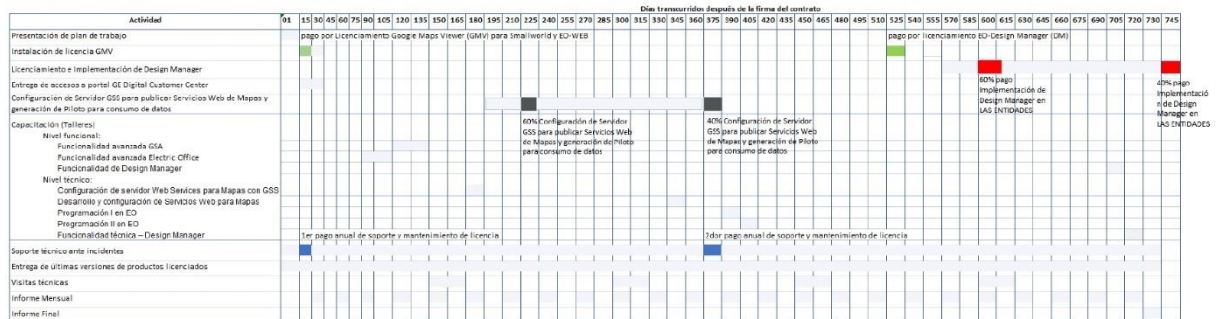 Días transcurridos después de la firma del contrato
Actividad 01 15 30 45 60 75 90 105 120 135 150 165 180 195 210 225 240 255 270 285 300 315 330 345 360 375 390 405 420 435 450 465 480 495 510 525 540 555 570 585 600 615 630 645 660 675 690 705 720 730 745
Presentación de plan de trabajo
pago por Licenciamiento Google Maps Viewer (GMV) para Smallworld y EO-WEB
pago por licenciamiento EO-Design Manager (DM)
Instalación de licencia GMV
Licenciamiento e Implementación de Design Manager
Entrega de accesos a portal GE Digital Customer Center
60% pago
Implementación de
Design Manager en
LAS ENTIDADES
40% pago
Implementació
n de Design
Manager en
LAS ENTIDADES
Configuración de Servidor GSS para publicar Servicios Web de Mapas y
generación de Piloto para consumo de datos
60% Configuración de Servidor
GSS para publicar Servicios Web
de Mapas y generación de Piloto
para consumo de datos
40% Configuración de Servidor
GSS para publicar Servicios Web
de Mapas y generación de Piloto
para consumo de datos
Capacitación (Talleres)
Nivel funcional:
Funcionalidad avanzada GSA
Funcionalidad avanzada Electric Office
Funcionalidad de Design Manager
Nivel técnico:
Configuración de servidor Web Services para Mapas con GSS
Desarrollo y configuración de Servicios Web para Mapas
Programación I en EO
Programación II en EO
Funcionalidad técnica – Design Manager
1er pago anual de soporte y mantenimiento de licencia
2dor pago anual de soporte y mantenimiento de licencia
Soporte técnico ante incidentes
Entrega de últimas versiones de productos licenciados
Visitas técnicas
Informe Mensual
Informe Final